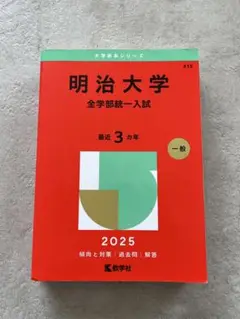 大学赤本シリーズ
明治大学
全学部統一入試
最近3カ年
一般
2025
傾向と対策|過去問|解答
教学社